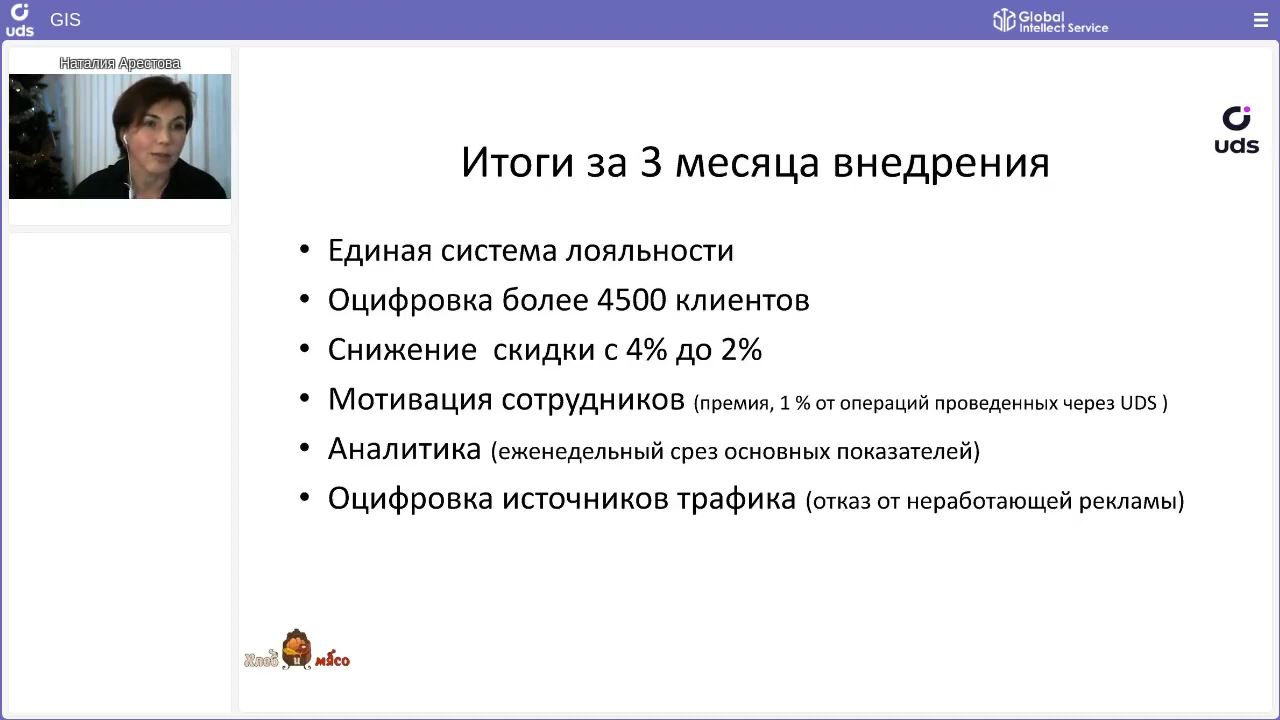 uds
GIS
Global
Intellect Service
Наталия Арестова
uds
Итоги за 3 месяца внедрения
• Единая система лояльности
• Оцифровка более 4500 клиентов
• Снижение скидки с 4% до 2%
• Мотивация сотрудников (премия, 1 % от операций проведенных через UDS )
• Аналитика (еженедельный срез основных показателей)
• Оцифровка источников трафика (отказ от неработающей рекламы)
Хлоб и мясо